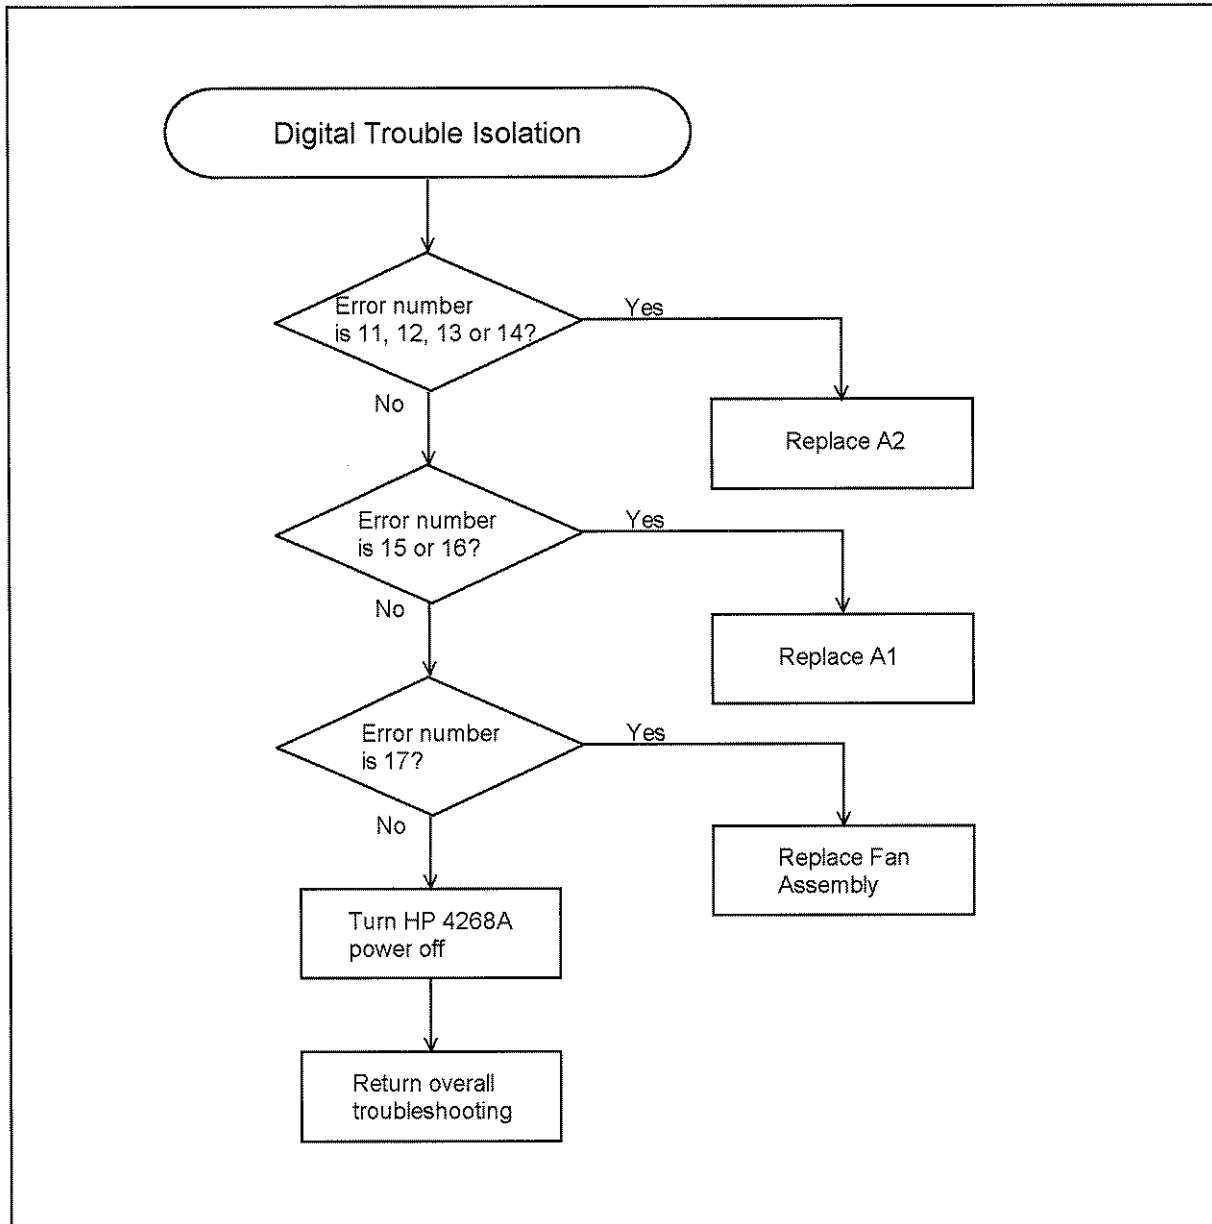 Digital Trouble Isolation
Error number
is 11, 12, 13 or 14?
Yes
No
Replace A2
Error number
is 15 or 16?
Yes
No
Replace A1
Error number
is 17?
Yes
No
Replace Fan
Assembly
Turn HP 4268A
power off
Return overall
troubleshooting